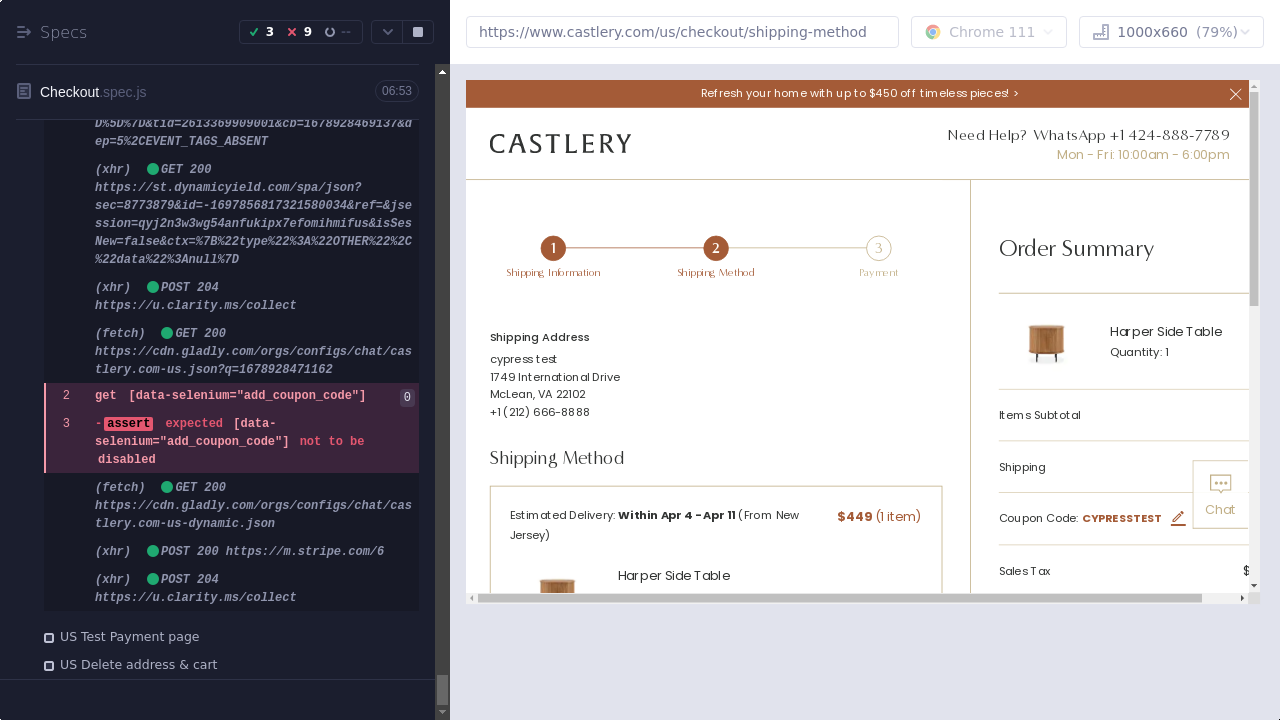 Specs
3
9
--
Checkout.spec.js
06:53
D%5D%7D&tid=2613369909001&cb=1678928469137&d
ep=5%2CEVENT_TAGS_ABSENT
(xhr) GET 200
https://st.dynamicyield.com/spa/json?
sec=8773879&id=-1697856817321580034&ref=&jse
ssion=qyj2n3w3wg54anfukipx7efomihmifus&isSes
New=false&ctx=%7B%22type%22%3A%22OTHER%22%2C
%22data%22%3Anull%7D
(xhr) POST 204
https://u.clarity.ms/collect
(fetch) GET 200
https://cdn.gladly.com/orgs/configs/chat/cas
tlery.com-us.json?q=1678928471162
2 get [data-selenium="add_coupon_code"] 0
3 -assert expected [data-
selenium="add_coupon_code"] not to be
disabled
(fetch) GET 200
https://cdn.gladly.com/orgs/configs/chat/cas
tlery.com-us-dynamic.json
(xhr) POST 200 https://m.stripe.com/6
(xhr) POST 204
https://u.clarity.ms/collect
US Test Payment page
US Delete address & cart
https://www.castlery.com/us/checkout/shipping-method
Chrome 111
1000x660 (79%)
Refresh your home with up to $450 off timeless pieces! >
CASTLERY
Need Help? WhatsApp +1 424-888-7789
Mon - Fri: 10:00am - 6:00pm
1
2
3
Shipping Information
Shipping Method
Payment
Shipping Address
cypress test
1749 International Drive
McLean, VA 22102
+1 (212) 666-8888
Shipping Method
Estimated Delivery: Within Apr 4 - Apr 11 (From New
Jersey)
$449 (1 item)
Harper Side Table
Order Summary
Harper Side Table
Quantity: 1
Items Subtotal
Shipping
Coupon Code: CYPRESSTEST
Chat
Sales Tax
$